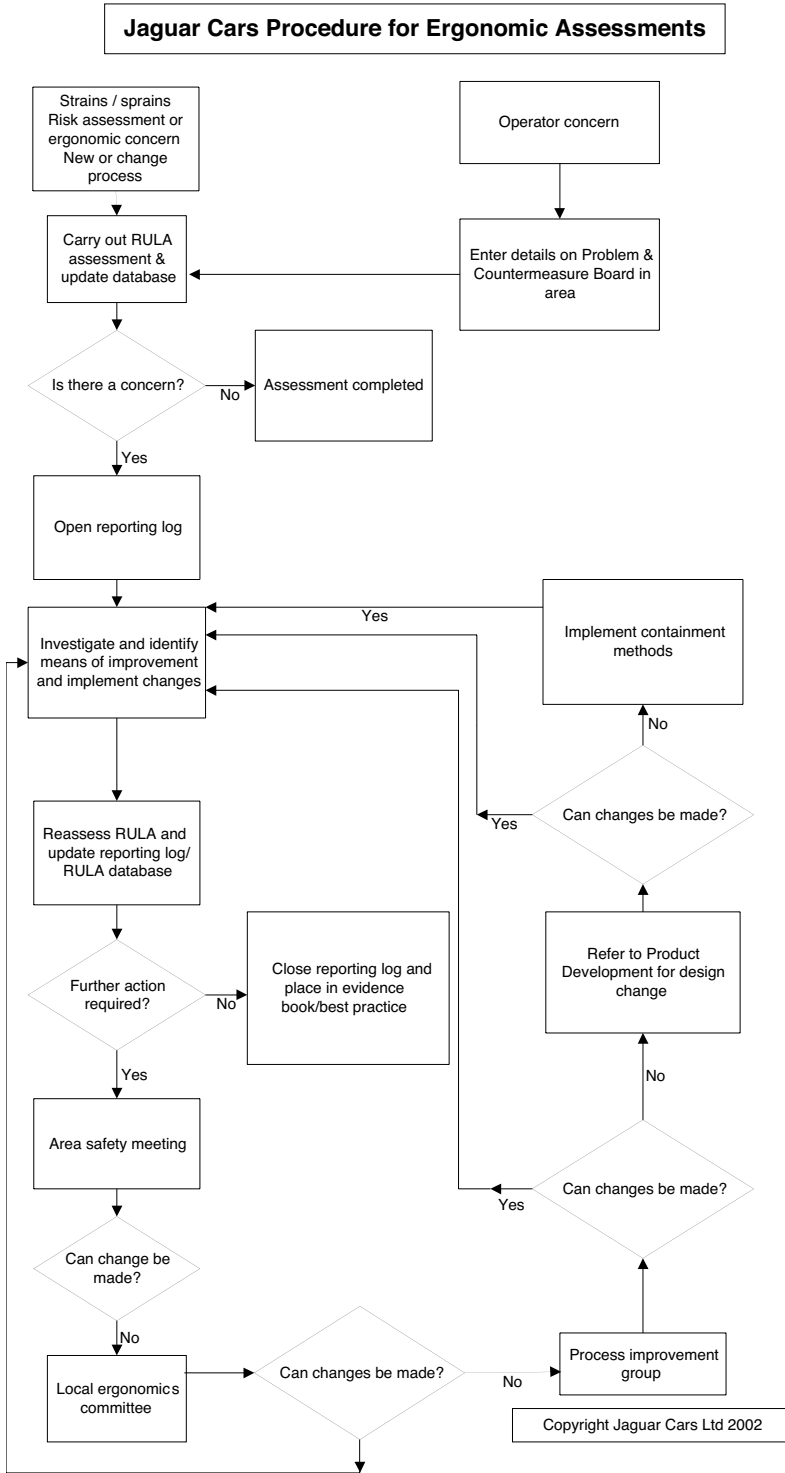 Jaguar Cars Procedure for Ergonomic Assessments
Strains / sprains
Risk assessment or
ergonomic concern
New or change
process
Operator concern
Carry out RULA
assessment &
update database
Enter details on Problem &
Countermeasure Board in
area
Is there a concern?
No
Assessment completed
Yes
Open reporting log
Investigate and identify
means of improvement
and implement changes
Yes
Implement containment
methods
No
Can changes be made?
Yes
Reassess RULA and
update reporting log/
RULA database
Refer to Product
Development for design
change
Further action
required?
No
Close reporting log and
place in evidence
book/best practice
No
Yes
Area safety meeting
Can changes be made?
Yes
Can change be
made?
No
Local ergonomics
committee
Can changes be made?
No
Process improvement
group
Copyright Jaguar Cars Ltd 2002